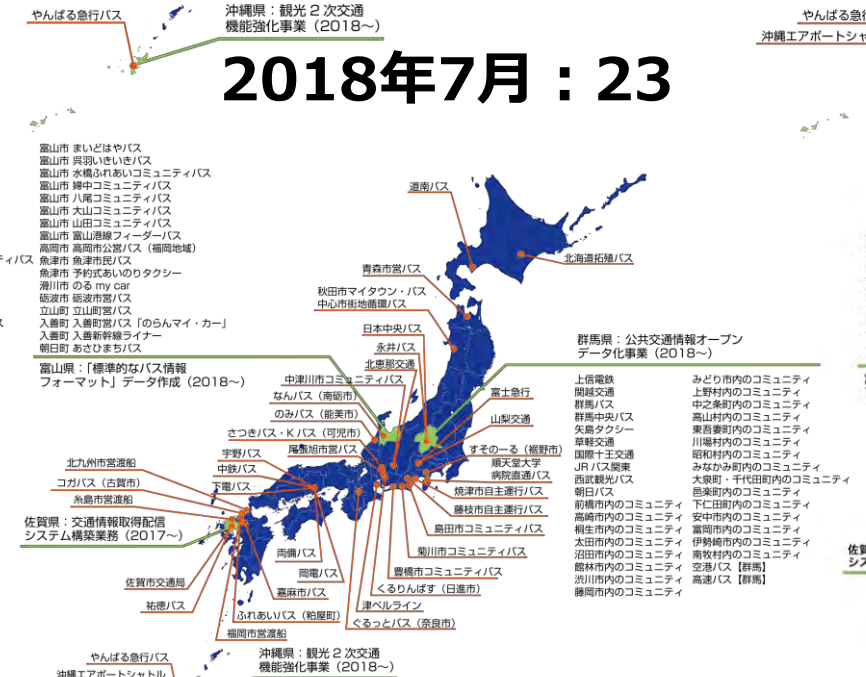 やんばる急行バス
沖縄県：観光２次交通
機能強化事業（2018～）
やんばる急行
沖縄エアポートシャ
2018年7月：23
富山市 まいどはやバス
富山市 呉羽いきいきバス
富山市 水橋ふれあいコミュニティバス
富山市 婦中コミュニティバス
富山市 八尾コミュニティバス
富山市 大山コミュニティバス
富山市 山田コミュニティバス
富山市 富山港線フィーダーバス
高岡市 高岡市公営バス（福岡地域）
ティバス
魚津市 魚津市民バス
魚津市 予約式あいのりタクシー
滑川市 のる my car
砺波市 砺波市営バス
立山町 立山町営バス
ス
入善町 入善町営バス「のらんマイ・カー」
入善町 入善新幹線ライナー
朝日町 あさひまちバス
富山県：「標準的なバス情報
フォーマット」データ作成（2018～）
道南バス
北海道拓殖バス
青森市営バス
秋田市マイタウン・バス
中心市街地循環バス
日本中央バス
永井バス
北恵那交通
中津川市コミュニティバス
なんバス（南砺市）
のみバス（能美市）
さつきバス・Ｋバス（可児市）
尾張旭市営バス
宇野バス
中鉄バス
下電バス
北九州市営渡船
コガバス（古賀市）
糸島市営渡船
佐賀県：交通情報取得配信
システム構築業務（2017～）
佐賀市交通局
祐徳バス
福岡市営渡船
ふれあいバス（粕屋町）
嘉麻市バス
岡電バス
両備バス
群馬県：公共交通情報オープン
データ化事業（2018～）
富士急行
山梨交通
すそのーる（裾野市）
順天堂大学
病院直通バス
焼津市自主運行バス
藤枝市自主運行バス
島田市コミュニティバス
菊川市コミュニティバス
豊橋市コミュニティバス
くるりんばす（日進市）
津ベルライン
ぐるっとバス（奈良市）
上信電鉄
関越交通
群馬バス
群馬中央バス
矢島タクシー
草軽交通
国際十王交通
JR バス関東
西武観光バス
朝日バス
前橋市内のコミュニティ
高崎市内のコミュニティ
桐生市内のコミュニティ
太田市内のコミュニティ
沼田市内のコミュニティ
館林市内のコミュニティ
渋川市内のコミュニティ
藤岡市内のコミュニティ
みどり市内のコミュニティ
上野村内のコミュニティ
中之条町内のコミュニティ
高山村内のコミュニティ
東吾妻町内のコミュニティ
川場村内のコミュニティ
昭和村内のコミュニティ
みなかみ町内のコミュニティ
大泉町・千代田町内のコミュニティ
邑楽町内のコミュニティ
下仁田町内のコミュニティ
安中市内のコミュニティ
富岡市内のコミュニティ
伊勢崎市内のコミュニティ
南牧村内のコミュニティ
空港バス【群馬】
高速バス【群馬】
佐賀
シス
やんばる急行バス
沖縄エアポートシャトル
沖縄県：観光２次交通
機能強化事業（2018～）